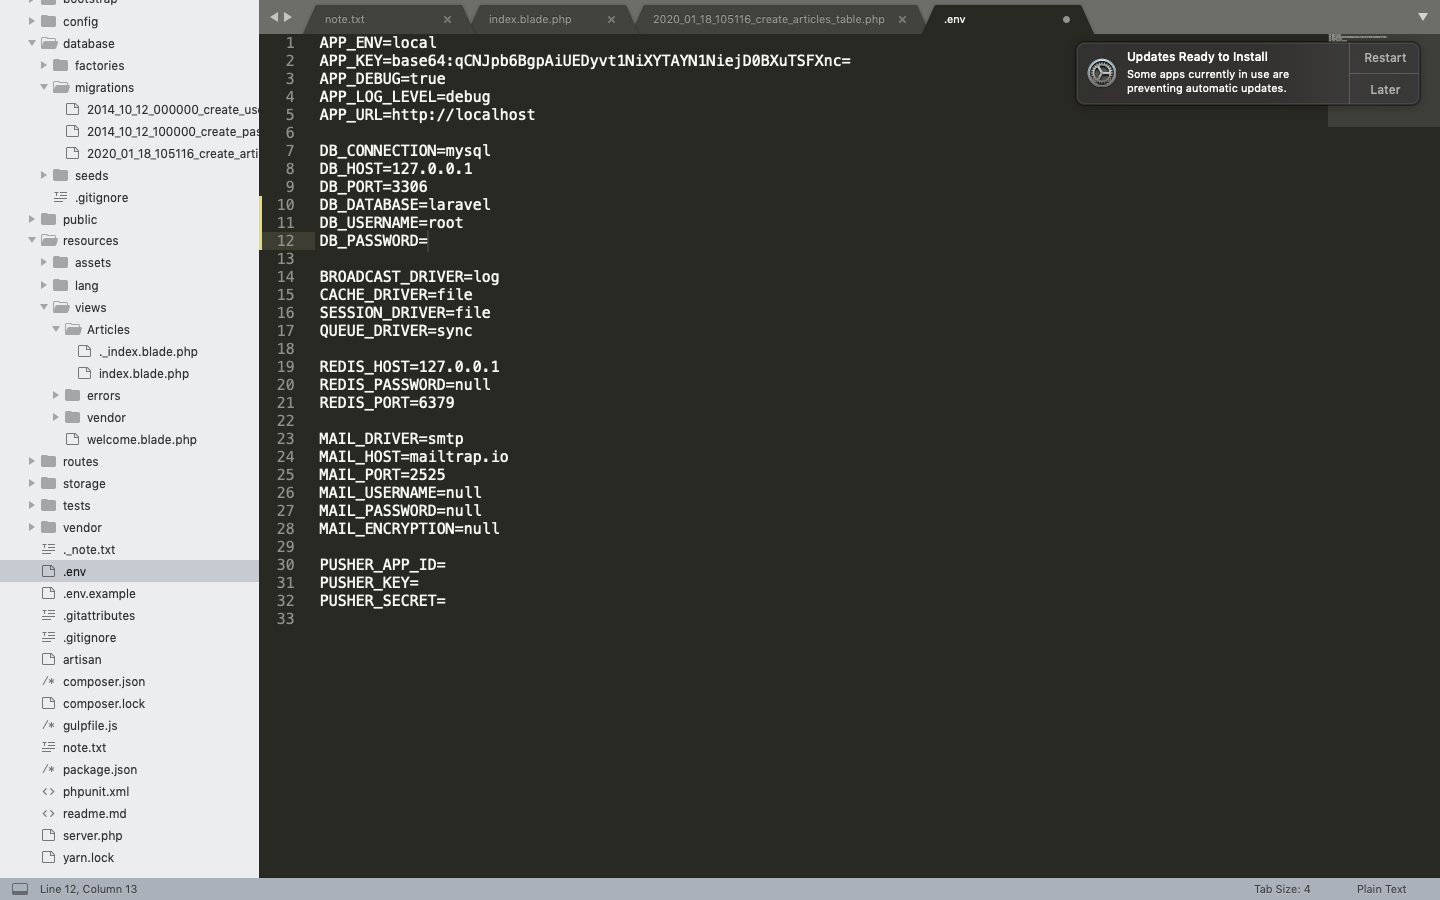 bootstrap
config
database
factories
migrations
2014_10_12_000000_create_use
2014_10_12_100000_create_pas
2020_01_18_105116_create_arti
seeds
.gitignore
public
resources
assets
lang
views
Articles
._index.blade.php
index.blade.php
errors
vendor
welcome.blade.php
routes
storage
tests
vendor
._note.txt
.env
.env.example
.gitattributes
.gitignore
artisan
composer.json
composer.lock
gulpfile.js
note.txt
package.json
phpunit.xml
readme.md
server.php
yarn.lock
note.txt
index.blade.php
2020_01_18_105116_create_articles_table.php
.env
1 APP_ENV=local
2 APP_KEY=base64:qCNJpb6BgpAiUEDyvt1NiXYTAYN1NiejD0BXuTSFXnc=
3 APP_DEBUG=true
4 APP_LOG_LEVEL=debug
5 APP_URL=http://localhost
6
7 DB_CONNECTION=mysql
8 DB_HOST=127.0.0.1
9 DB_PORT=3306
10 DB_DATABASE=laravel
11 DB_USERNAME=root
12 DB_PASSWORD=
13
14 BROADCAST_DRIVER=log
15 CACHE_DRIVER=file
16 SESSION_DRIVER=file
17 QUEUE_DRIVER=sync
18
19 REDIS_HOST=127.0.0.1
20 REDIS_PASSWORD=null
21 REDIS_PORT=6379
22
23 MAIL_DRIVER=smtp
24 MAIL_HOST=mailtrap.io
25 MAIL_PORT=2525
26 MAIL_USERNAME=null
27 MAIL_PASSWORD=null
28 MAIL_ENCRYPTION=null
29
30 PUSHER_APP_ID=
31 PUSHER_KEY=
32 PUSHER_SECRET=
33
Updates Ready to Install
Some apps currently in use are
preventing automatic updates.
Restart
Later
Line 12, Column 13
Tab Size: 4
Plain Text